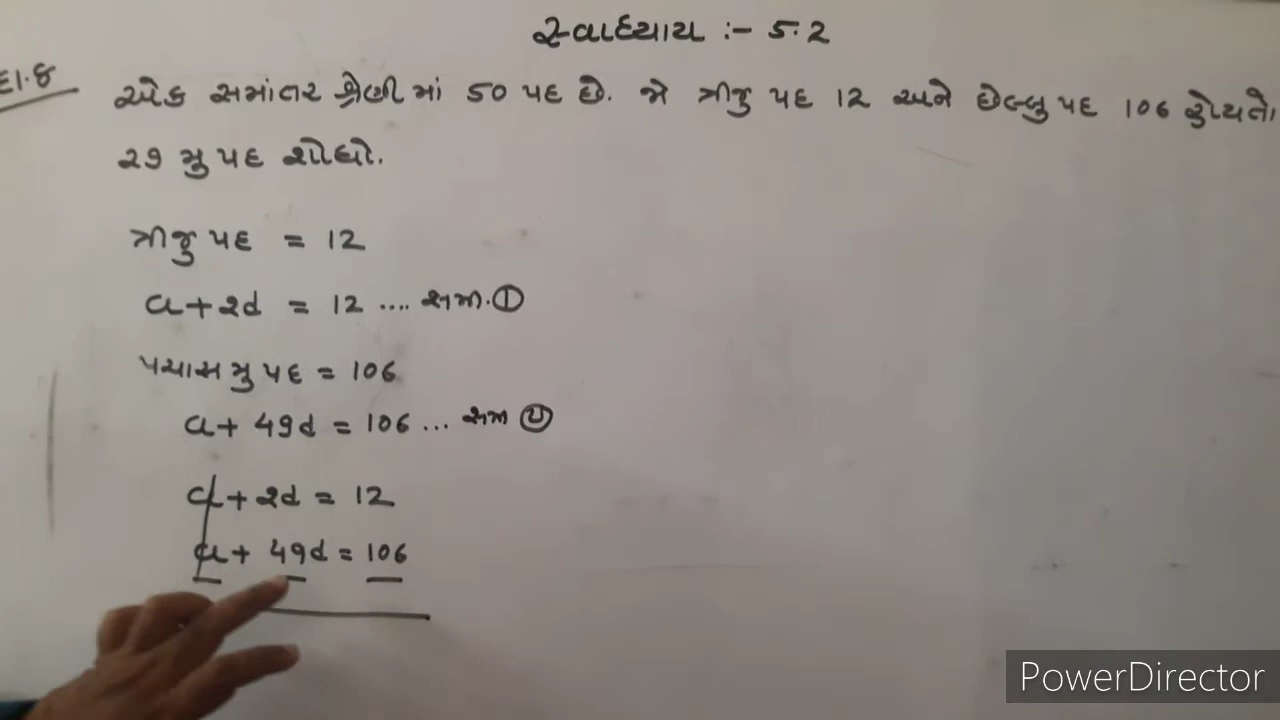 સ્વાધ્યાય :- 5.2
દા.8 એક સમાંતર શ્રેણીમાં 50 પદ છે. જો ત્રીજુ પદ 12 અને છેલ્લુ પદ 106 હોય તો
29 મુ પદ શોધો.
ત્રીજુ પદ = 12
a + 2d = 12 .... સમી. ①
પચાસમુ પદ = 106
a + 49d = 106 ... સમી ②
a + 2d = 12
a + 49d = 106
PowerDirector